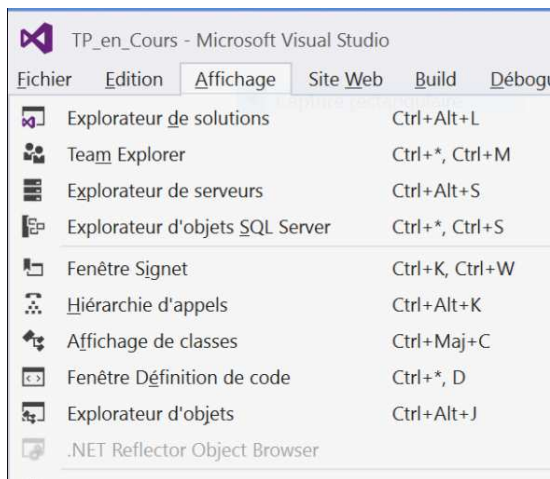 TP_en_Cours - Microsoft Visual Studio
Fichier Edition Affichage Site Web Build Débogu
Explorateur de solutions Ctrl+Alt+L
Team Explorer Ctrl+*, Ctrl+M
Explorateur de serveurs Ctrl+Alt+S
Explorateur d'objets SQL Server Ctrl+*, Ctrl+S
Fenêtre Signet Ctrl+K, Ctrl+W
Hiérarchie d'appels Ctrl+Alt+K
Affichage de classes Ctrl+Maj+C
Fenêtre Définition de code Ctrl+*, D
Explorateur d'objets Ctrl+Alt+J
.NET Reflector Object Browser